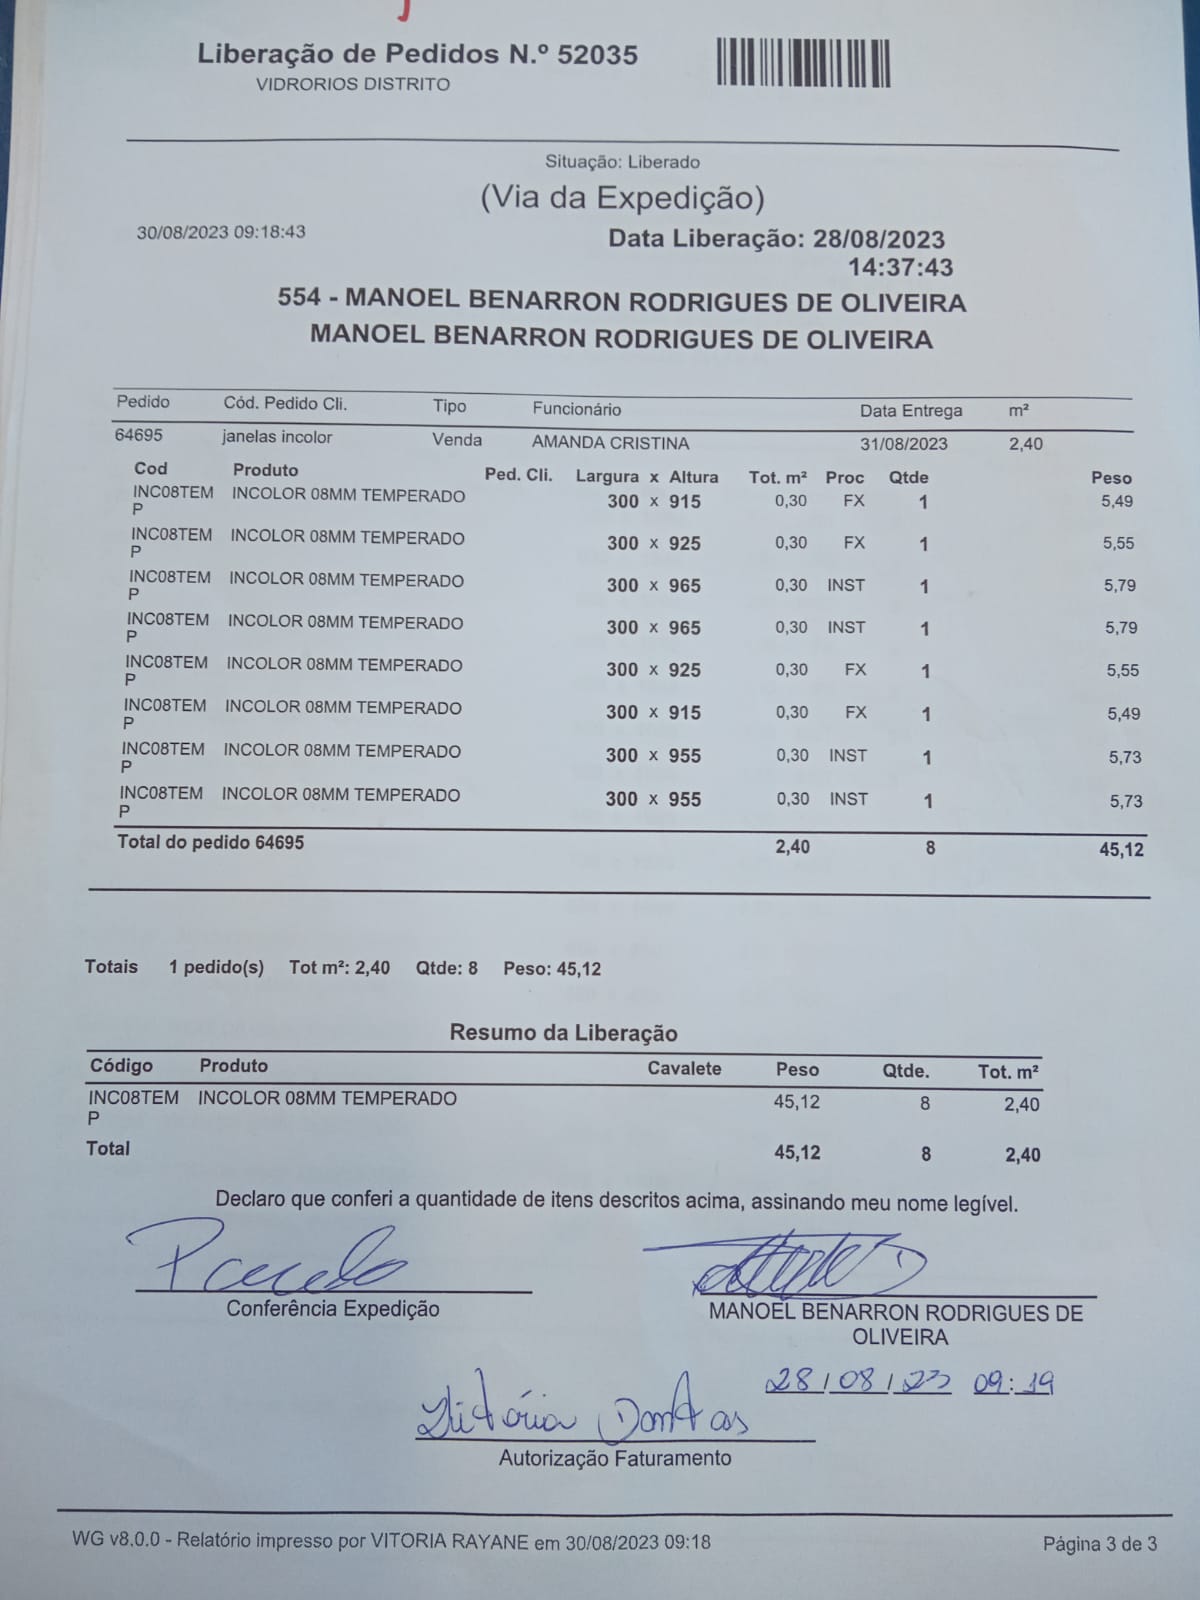 Liberação de Pedidos N.º 52035
VIDRORIOS DISTRITO
Situação: Liberado
(Via da Expedição)
30/08/2023 09:18:43
Data Liberação: 28/08/2023
14:37:43
554 - MANOEL BENARRON RODRIGUES DE OLIVEIRA
MANOEL BENARRON RODRIGUES DE OLIVEIRA
Pedido Cód. Pedido Cli. Tipo Funcionário Data Entrega m²
64695 janelas incolor Venda AMANDA CRISTINA 31/08/2023 2,40
Cod Produto Ped. Cli. Largura x Altura Tot. m² Proc Qtde Peso
INC08TEM INCOLOR 08MM TEMPERADO 300 x 915 0,30 FX 1 5,49
P
INC08TEM INCOLOR 08MM TEMPERADO 300 x 925 0,30 FX 1 5,55
P
INC08TEM INCOLOR 08MM TEMPERADO 300 x 965 0,30 INST 1 5,79
P
INC08TEM INCOLOR 08MM TEMPERADO 300 x 965 0,30 INST 1 5,79
P
INC08TEM INCOLOR 08MM TEMPERADO 300 x 925 0,30 FX 1 5,55
P
INC08TEM INCOLOR 08MM TEMPERADO 300 x 915 0,30 FX 1 5,49
P
INC08TEM INCOLOR 08MM TEMPERADO 300 x 955 0,30 INST 1 5,73
P
INC08TEM INCOLOR 08MM TEMPERADO 300 x 955 0,30 INST 1 5,73
P
Total do pedido 64695 2,40 8 45,12
Totais 1 pedido(s) Tot m²: 2,40 Qtde: 8 Peso: 45,12
Resumo da Liberação
Código Produto Cavalete Peso Qtde. Tot. m²
INC08TEM INCOLOR 08MM TEMPERADO 45,12 8 2,40
P
Total 45,12 8 2,40
Declaro que conferi a quantidade de itens descritos acima, assinando meu nome legível.
Conferência Expedição
MANOEL BENARRON RODRIGUES DE
OLIVEIRA
28/08/23 09:19
Vitória Dantas
Autorização Faturamento
WG v8.0.0 - Relatório impresso por VITORIA RAYANE em 30/08/2023 09:18 Página 3 de 3